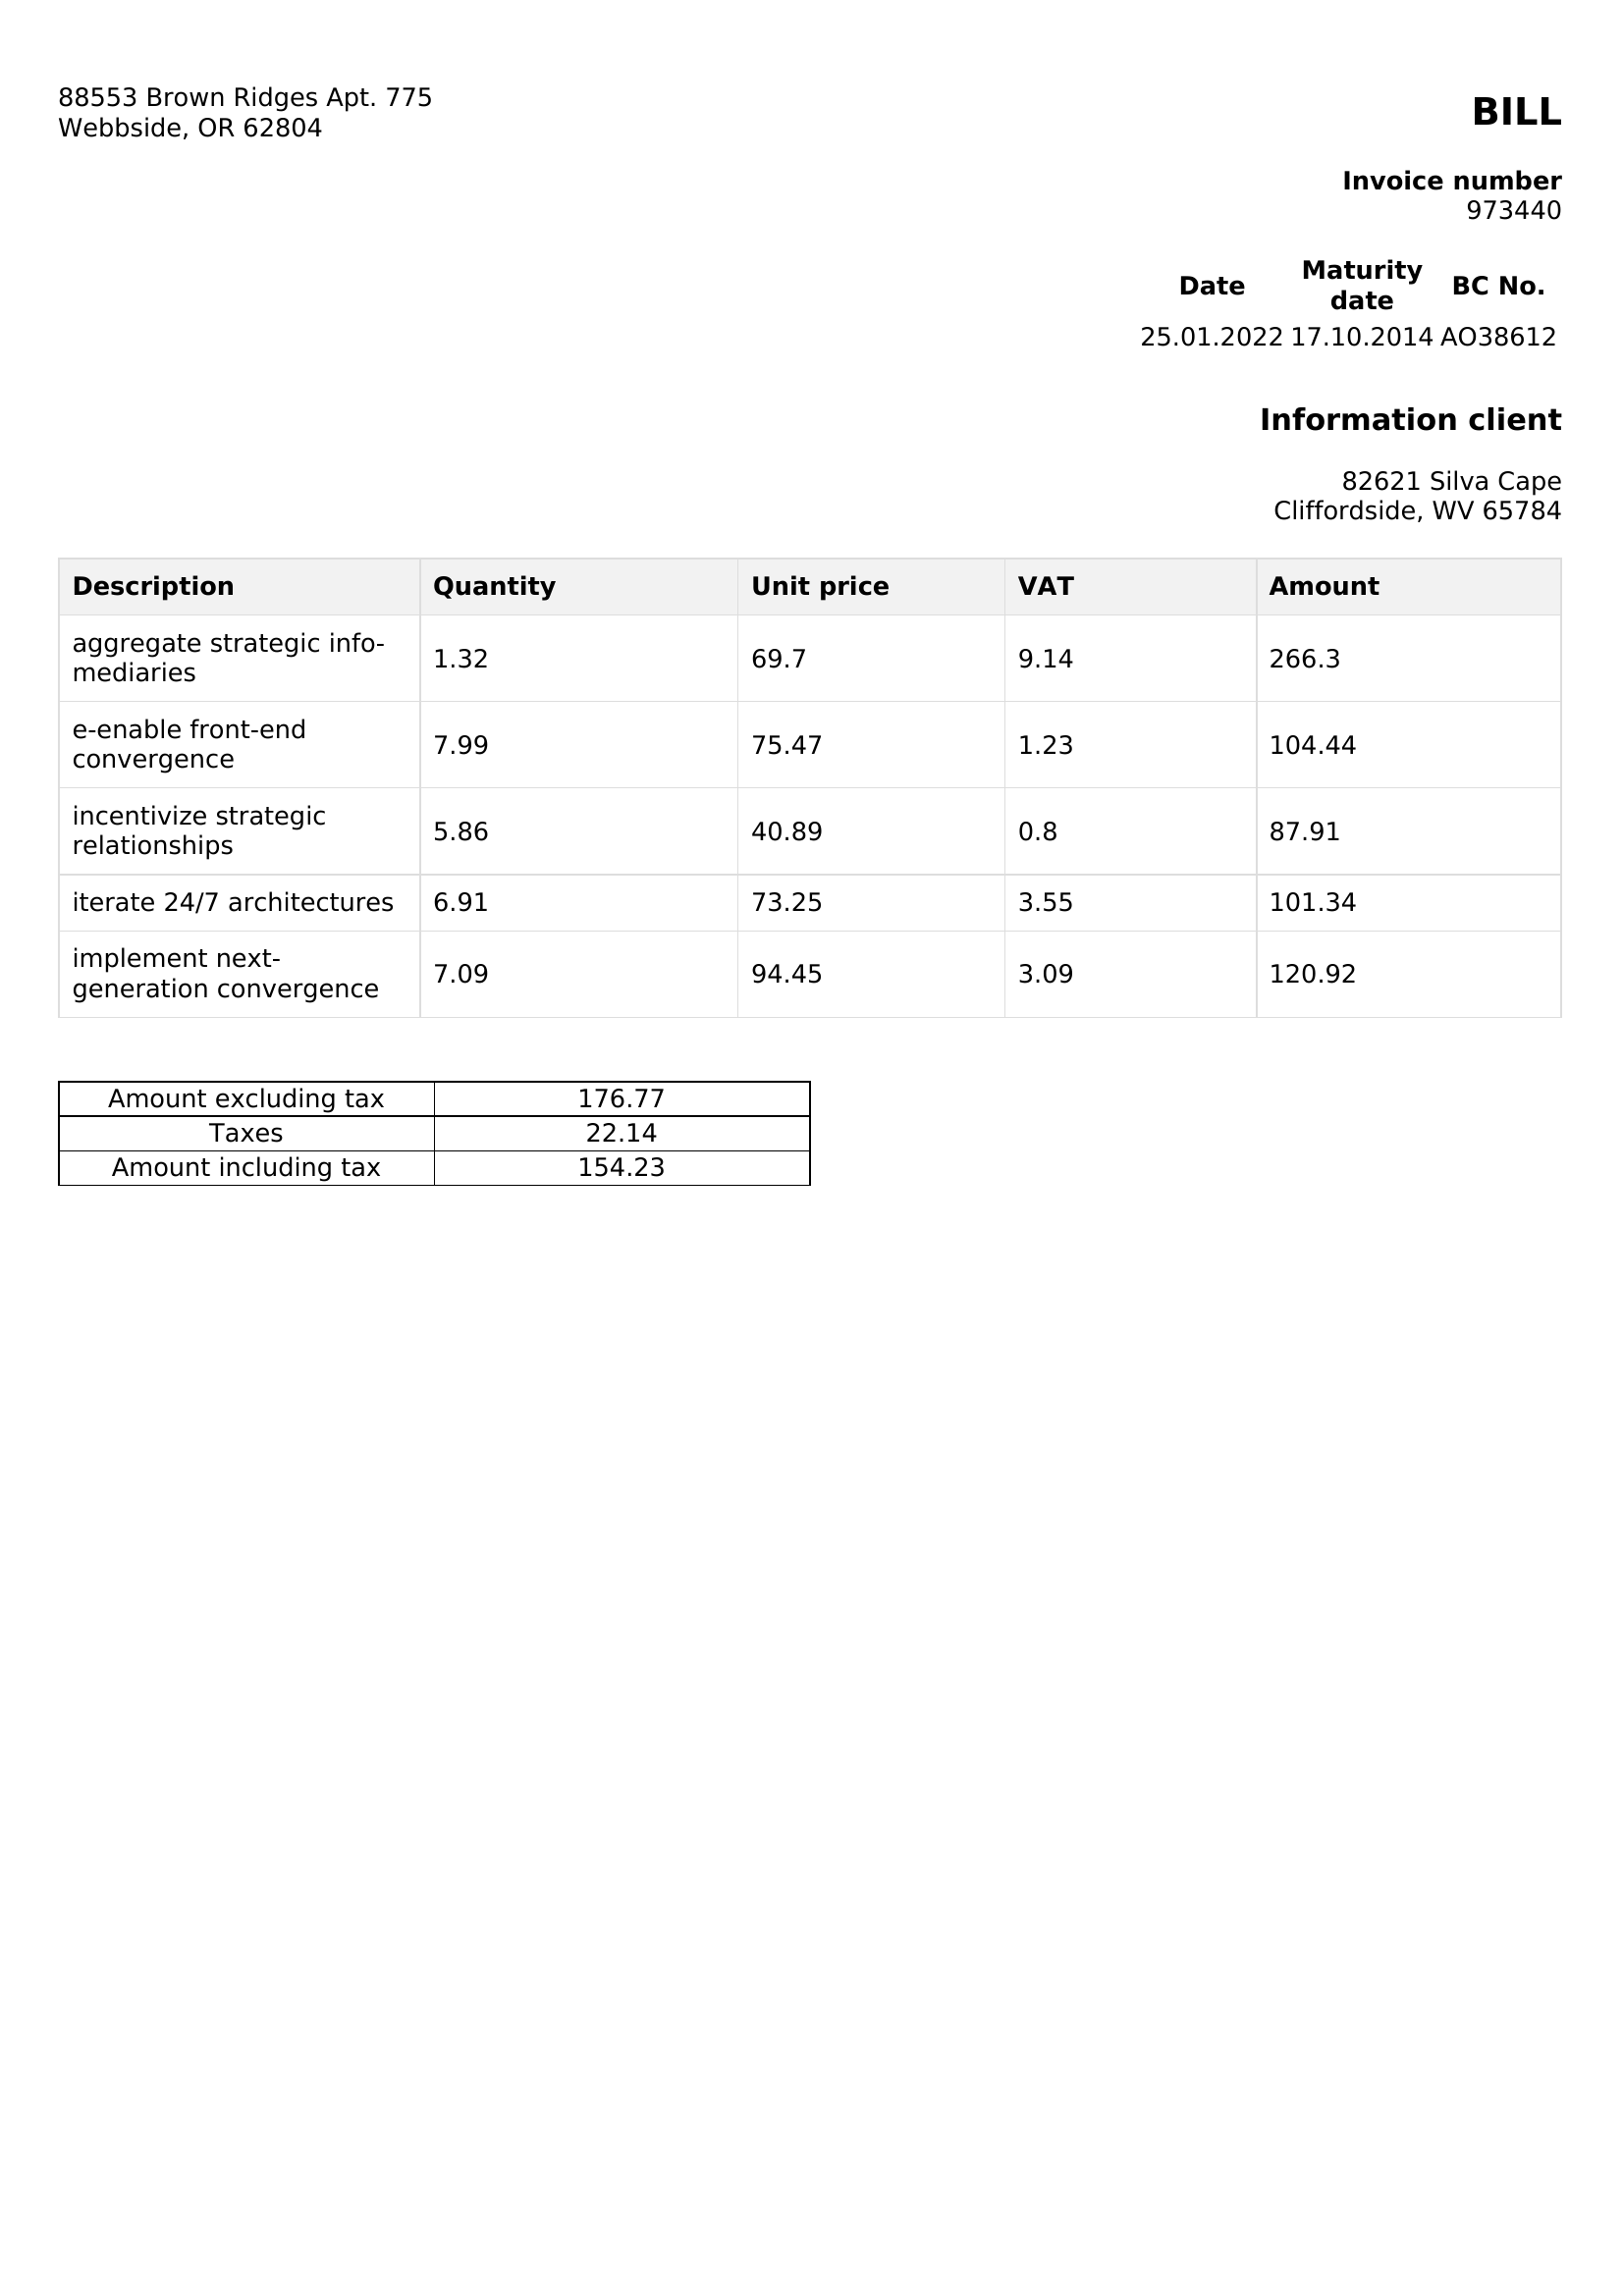 88553 Brown Ridges Apt. 775
Webbside, OR 62804
BILL
Invoice number
973440
Date Maturity date BC No.
25.01.2022 17.10.2014 AO38612
Information client
82621 Silva Cape
Cliffordside, WV 65784
Description Quantity Unit price VAT Amount
aggregate strategic info-
mediaries 1.32 69.7 9.14 266.3
e-enable front-end
convergence 7.99 75.47 1.23 104.44
incentivize strategic
relationships 5.86 40.89 0.8 87.91
iterate 24/7 architectures 6.91 73.25 3.55 101.34
implement next-
generation convergence 7.09 94.45 3.09 120.92
Amount excluding tax 176.77
Taxes 22.14
Amount including tax 154.23